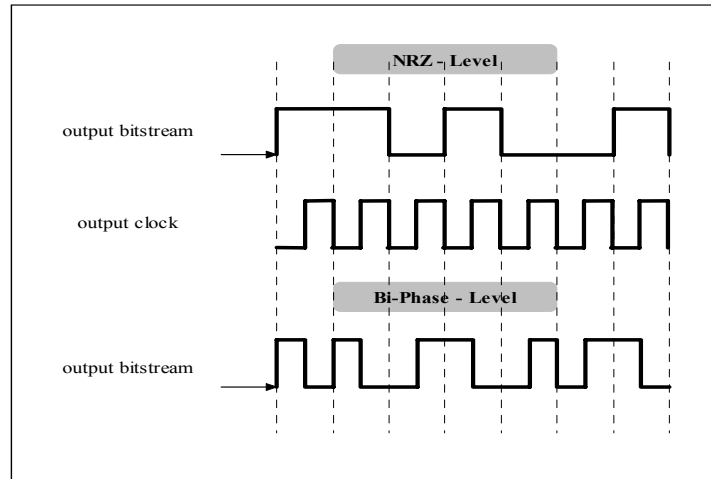 NRZ - Level
output bitstream
output clock
Bi-Phase - Level
output bitstream